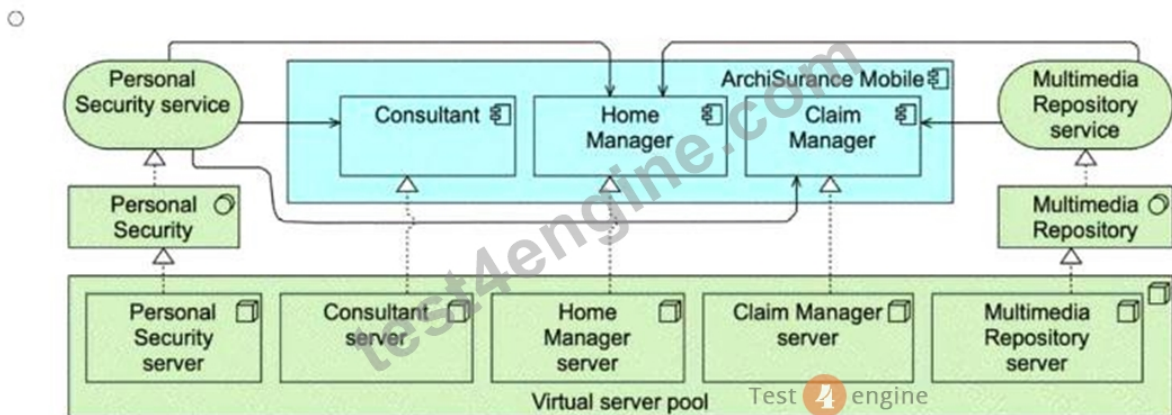 Personal
Security service
ArchiSurance Mobile
Multimedia
Repository
service
Consultant
Home
Manager
Claim
Manager
Personal
Security
Multimedia
Repository
Personal
Security
server
Consultant
server
Home
Manager
server
Claim Manager
server
Multimedia
Repository
server
Virtual server pool
test4engine.com
Test 4 engine